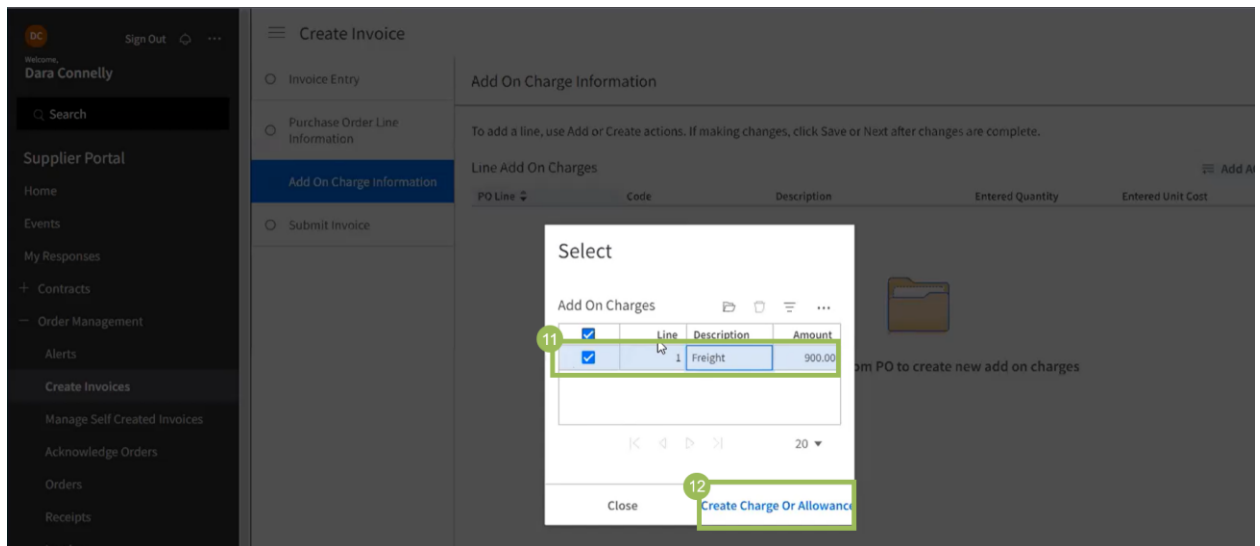 DC
Sign Out
Welcome,
Dara Connelly
Search
Supplier Portal
Home
Events
My Responses
Contracts
Order Management
Alerts
Create Invoices
Manage Self Created Invoices
Acknowledge Orders
Orders
Receipts
Create Invoice
Invoice Entry
Purchase Order Line
Information
Add On Charge Information
Submit Invoice
Add On Charge Information
To add a line, use Add or Create actions. If making changes, click Save or Next after changes are complete.
Line Add On Charges
Add
PO Line Code Description Entered Quantity Entered Unit Cost
om PO to create new add on charges
Select
Add On Charges
Line Description Amount
11
1 Freight 900.00
20
12
Close Create Charge Or Allowance